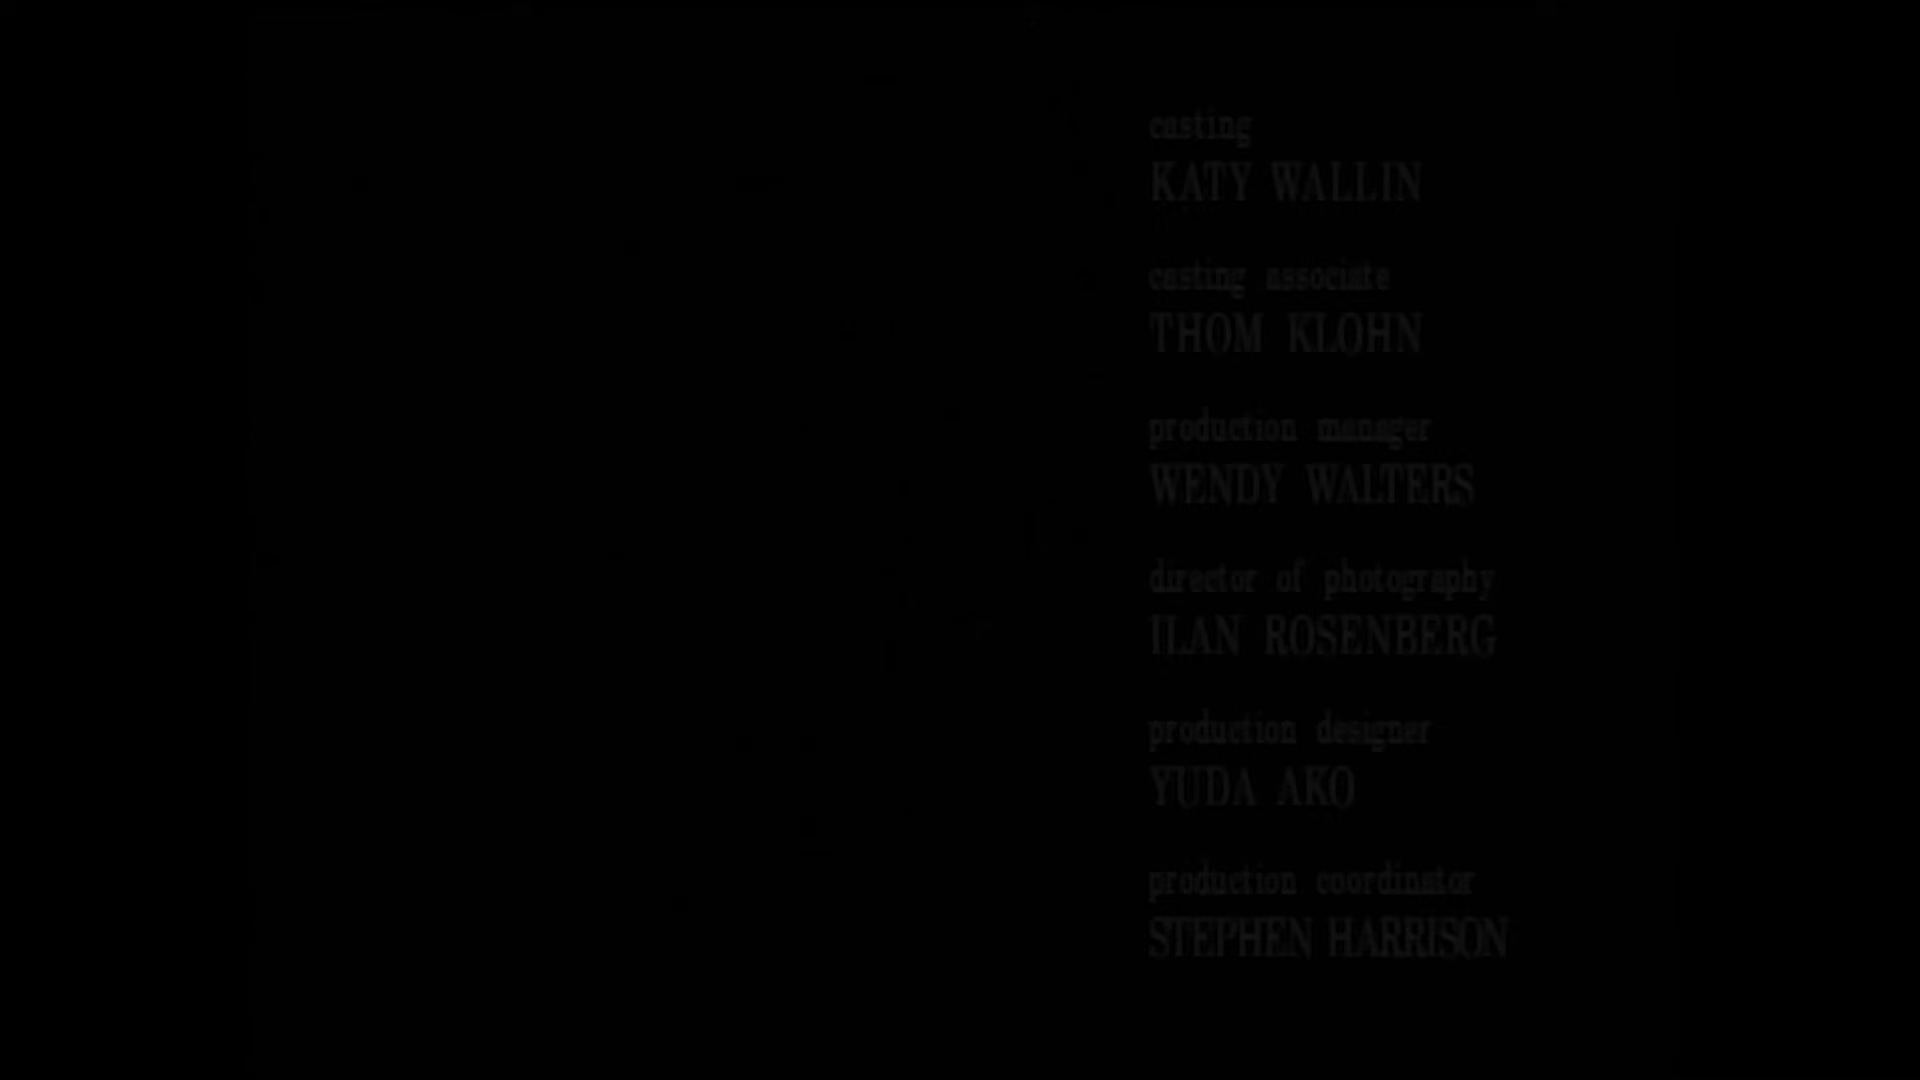 casting
KATY WALLIN
casting associate
THOM KLOHN
production manager
WENDY WALTERS
director of photography
ILAN ROSENBERG
production designer
YUDA AKO
production coordinator
STEPHEN HARRISON